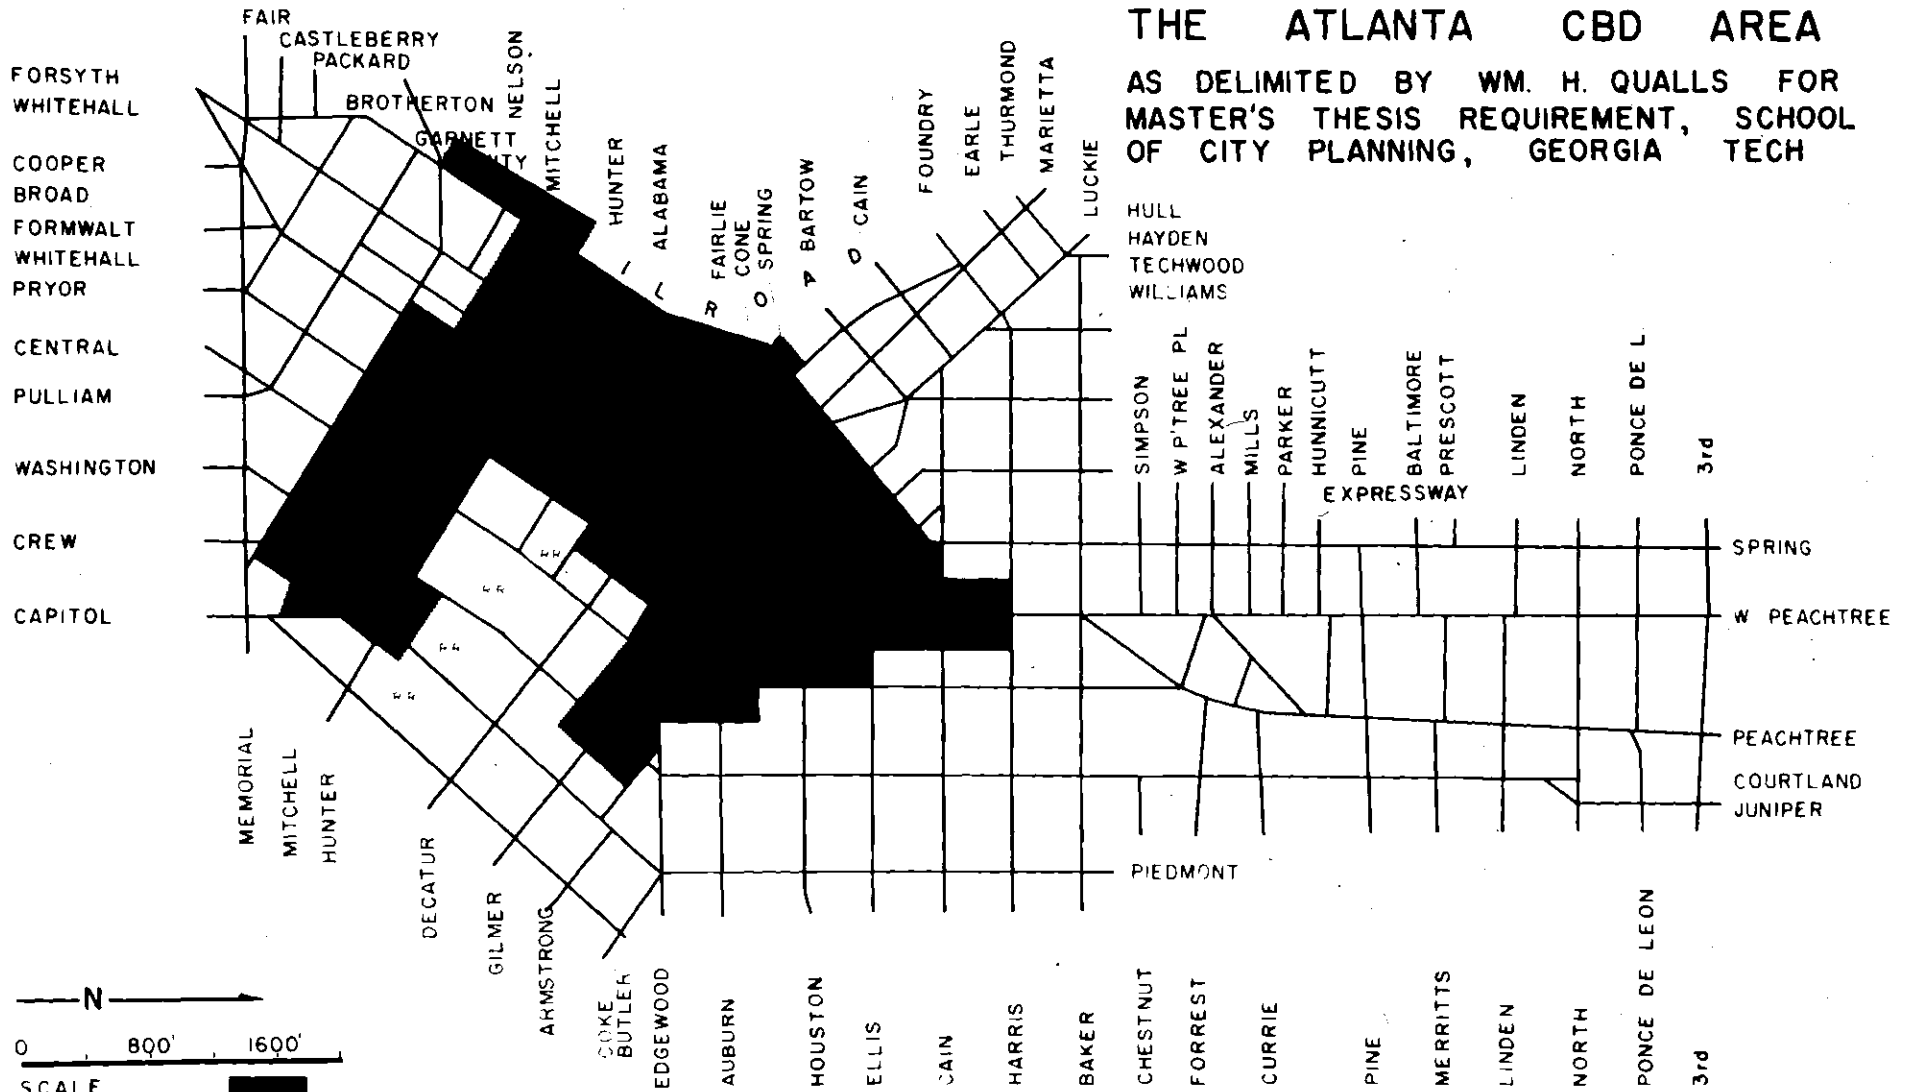 THE ATLANTA CBD AREA
AS DELIMITED BY WM. H. QUALLS FOR
MASTER'S THESIS REQUIREMENT, SCHOOL
OF CITY PLANNING, GEORGIA TECH
FAIR
CASTLEBERRY
PACKARD
BROTHERTON
GARNETT
NELSON
MITCHELL
HUNTER
ALABAMA
FAIRLIE
CONE
SPRING
BARTOW
CAIN
FOUNDRY
EARLE
THURMOND
MARIETTA
LUCKIE
I L R O A D
FORSYTH
WHITEHALL
COOPER
BROAD
FORMWALT
WHITEHALL
PRYOR
CENTRAL
PULLIAM
WASHINGTON
CREW
CAPITOL
HULL
HAYDEN
TECHWOOD
WILLIAMS
SIMPSON
W P'TREE PL
ALEXANDER
MILLS
PARKER
HUNNICUTT
PINE
BALTIMORE
PRESCOTT
LINDEN
NORTH
PONCE DE L
3rd
EXPRESSWAY
SPRING
W PEACHTREE
PEACHTREE
COURTLAND
JUNIPER
PIEDMONT
RR
RR
RR
RR
MEMORIAL
MITCHELL
HUNTER
DECATUR
GILMER
ARMSTRONG
COKE
BUTLER
EDGEWOOD
AUBURN
HOUSTON
ELLIS
CAIN
HARRIS
BAKER
CHESTNUT
FORREST
CURRIE
PINE
MERRITTS
LINDEN
NORTH
PONCE DE LEON
3rd
N
0 800' 1600'
SCALE